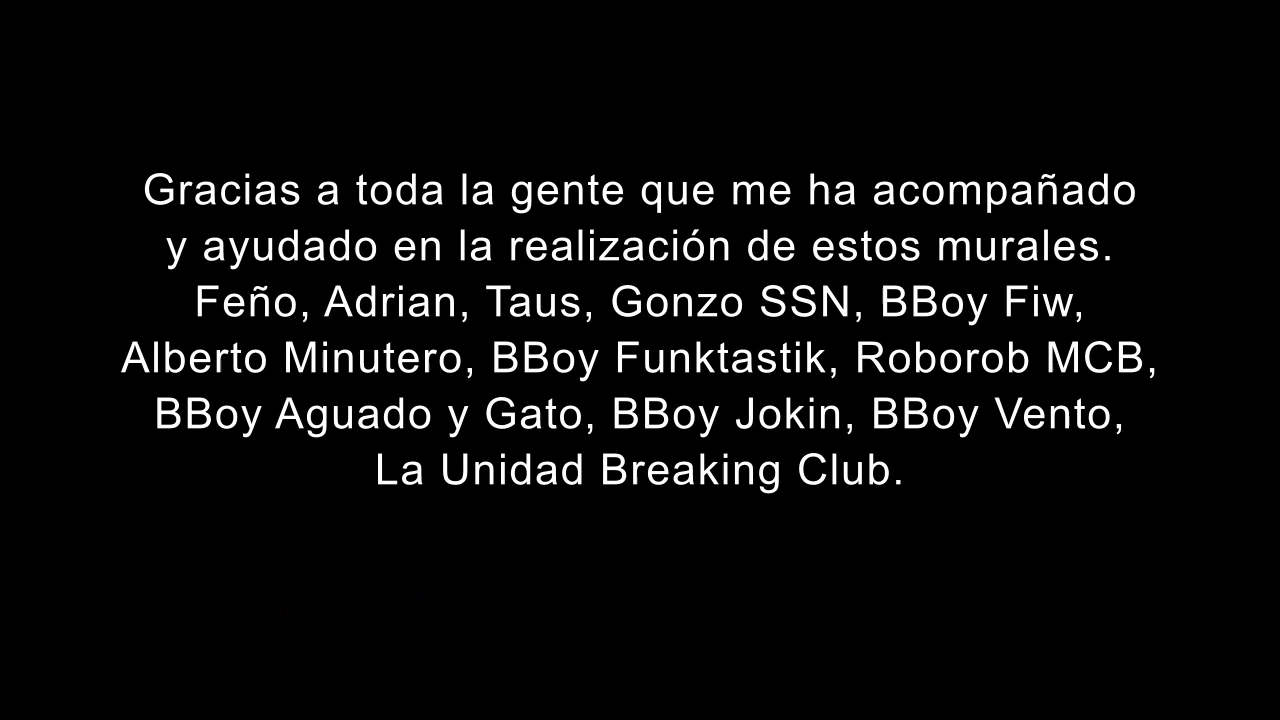 Gracias a toda la gente que me ha acompañado
y ayudado en la realización de estos murales.
Feño, Adrian, Taus, Gonzo SSN, BBoy Fiw,
Alberto Minutero, BBoy Funktastik, Roborob MCB,
BBoy Aguado y Gato, BBoy Jokin, BBoy Vento,
La Unidad Breaking Club.